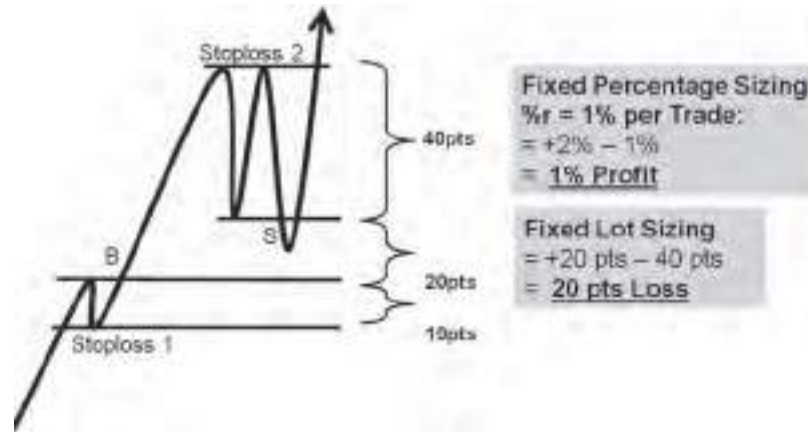 Stoploss 2
40pts
S
B
20pts
10pts
Stoploss 1
Fixed Percentage Sizing
%r = 1% per Trade:
= +2% – 1%
= 1% Profit
Fixed Lot Sizing
= +20 pts – 40 pts
= 20 pts Loss